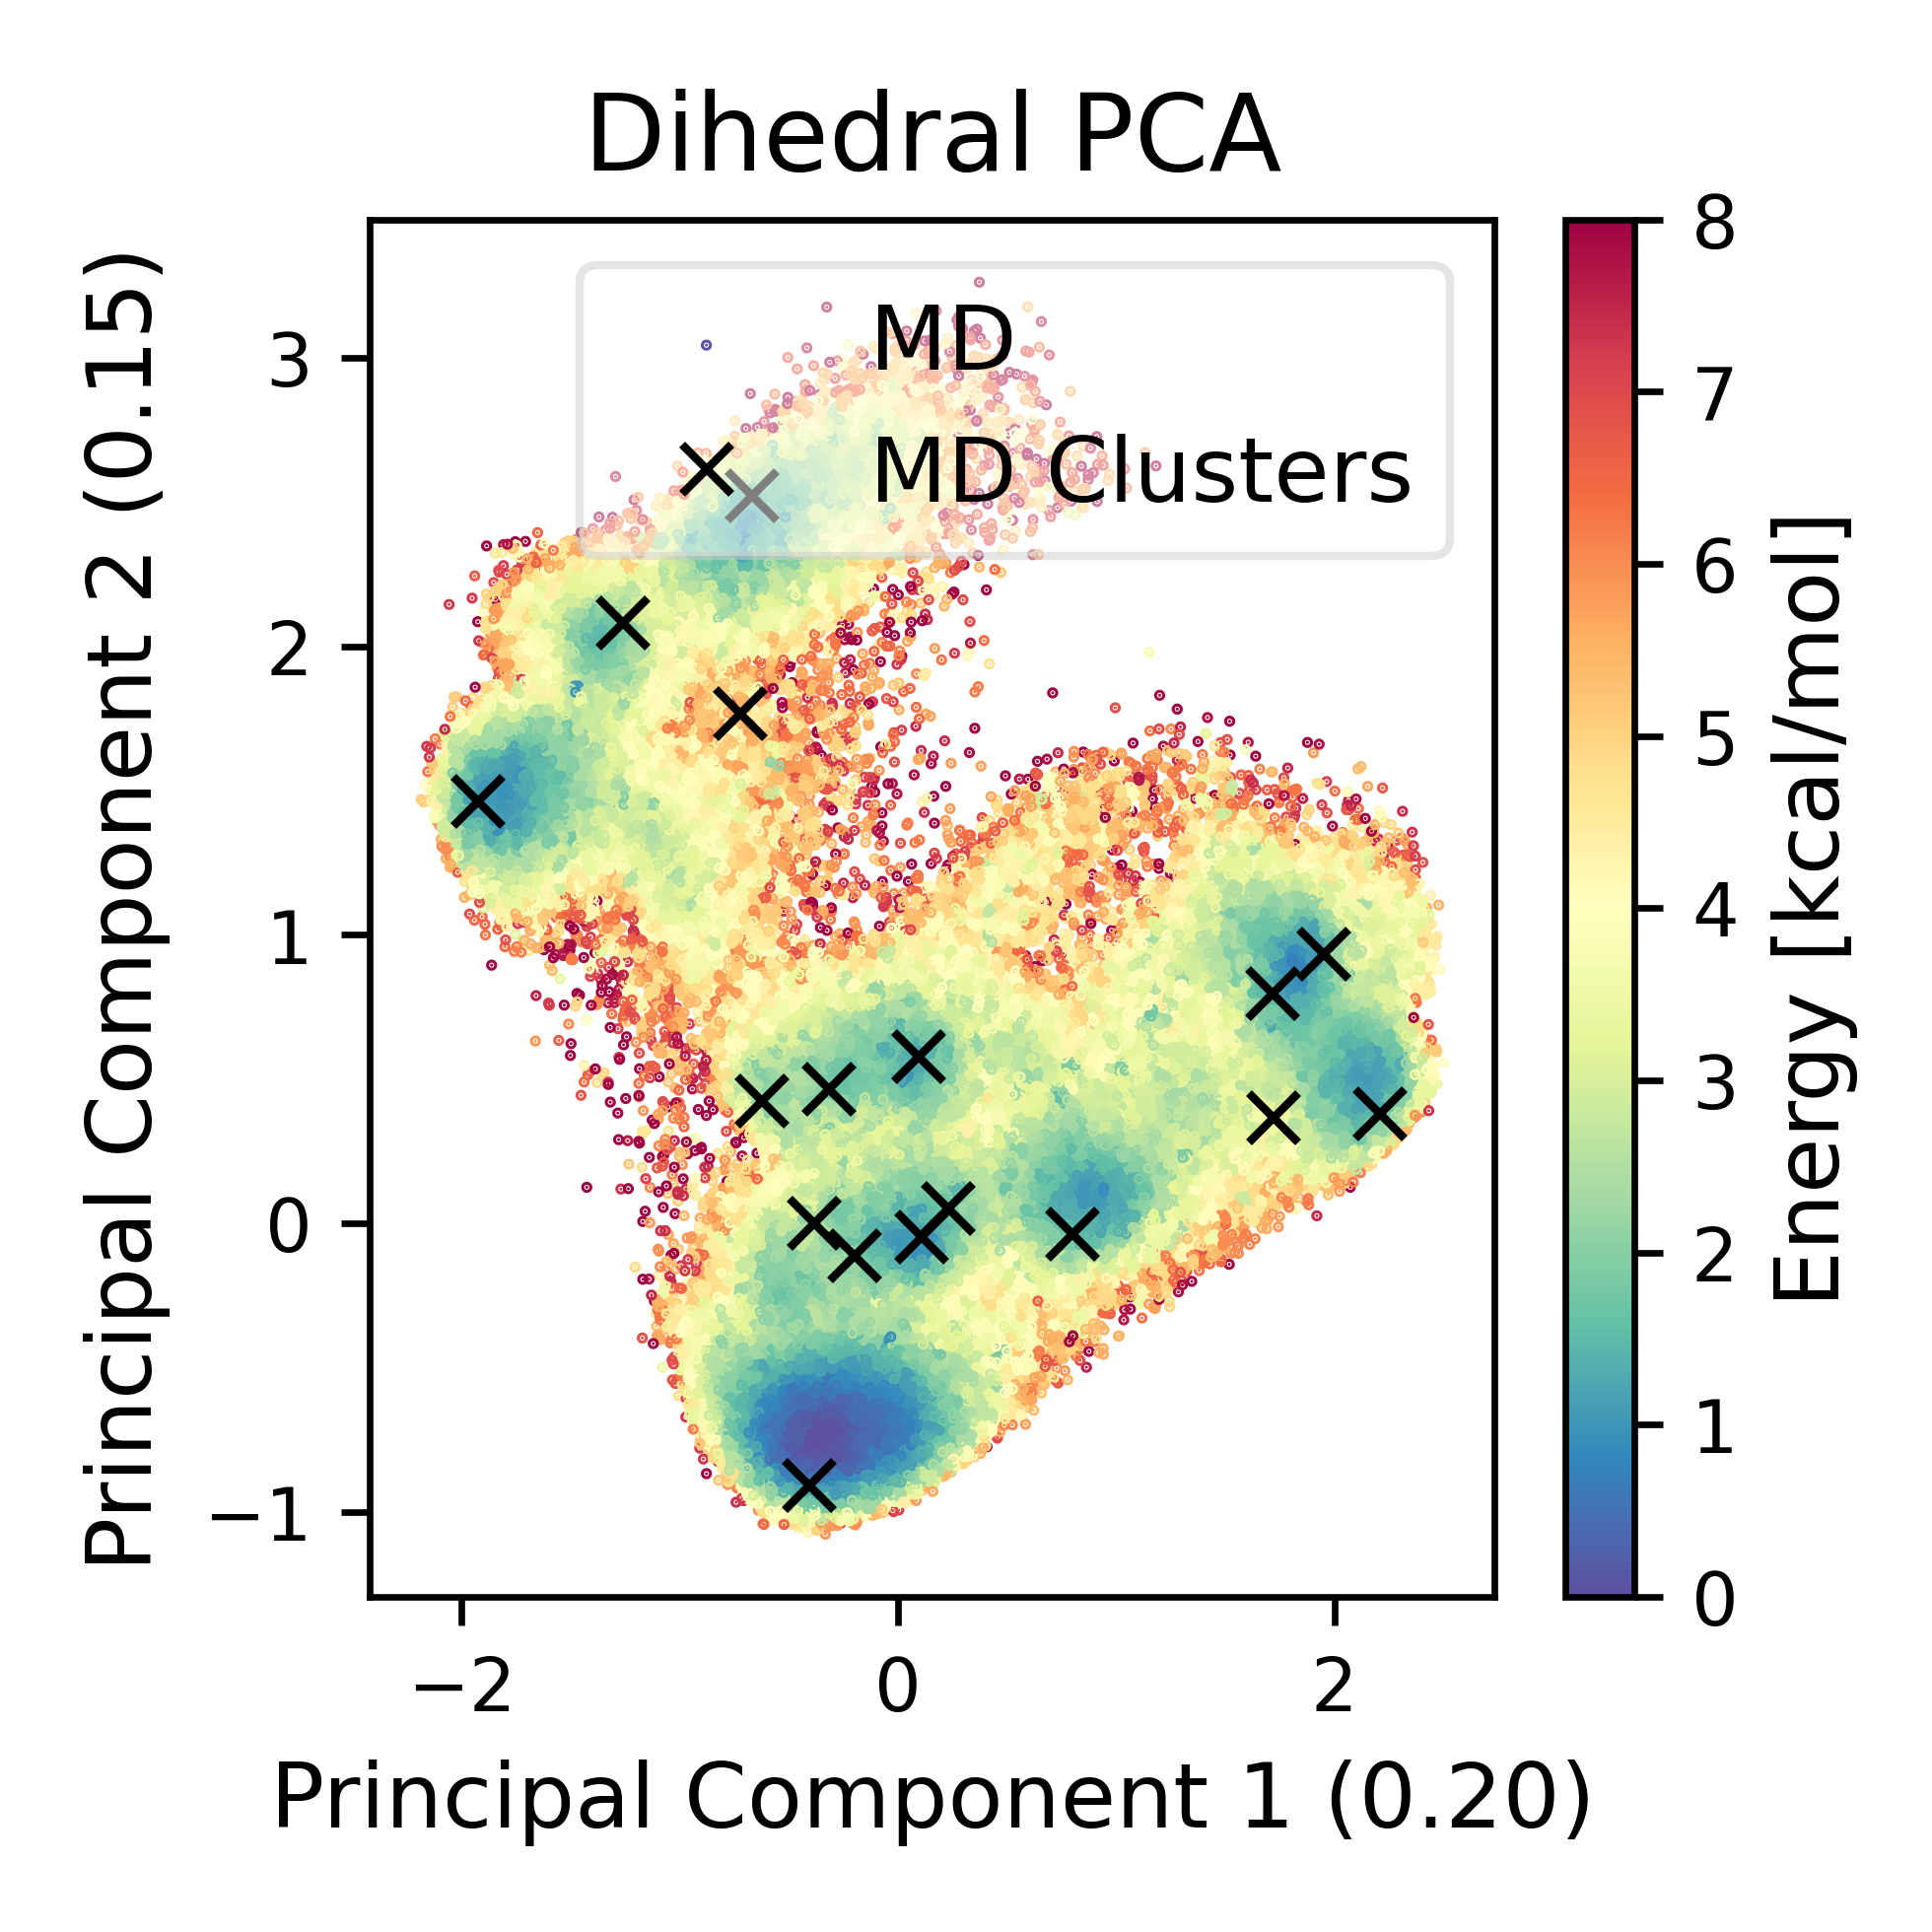 Dihedral PCA
MD
MD Clusters
3
2
1
0
−1
Principal Component 2 (0.15)
−2
0
2
Principal Component 1 (0.20)
8
7
6
5
4
3
2
1
0
Energy [kcal/mol]